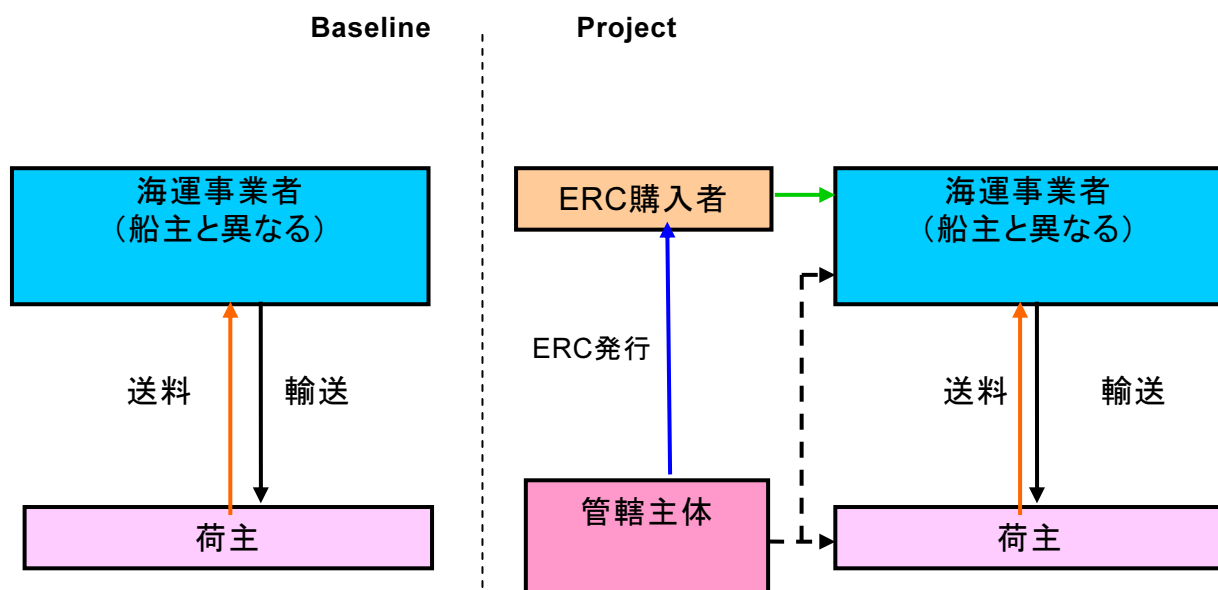 Baseline
Project
海運事業者
（船主と異なる）
送料
輸送
荷主
ERC購入者
海運事業者
（船主と異なる）
ERC発行
送料
輸送
管轄主体
荷主